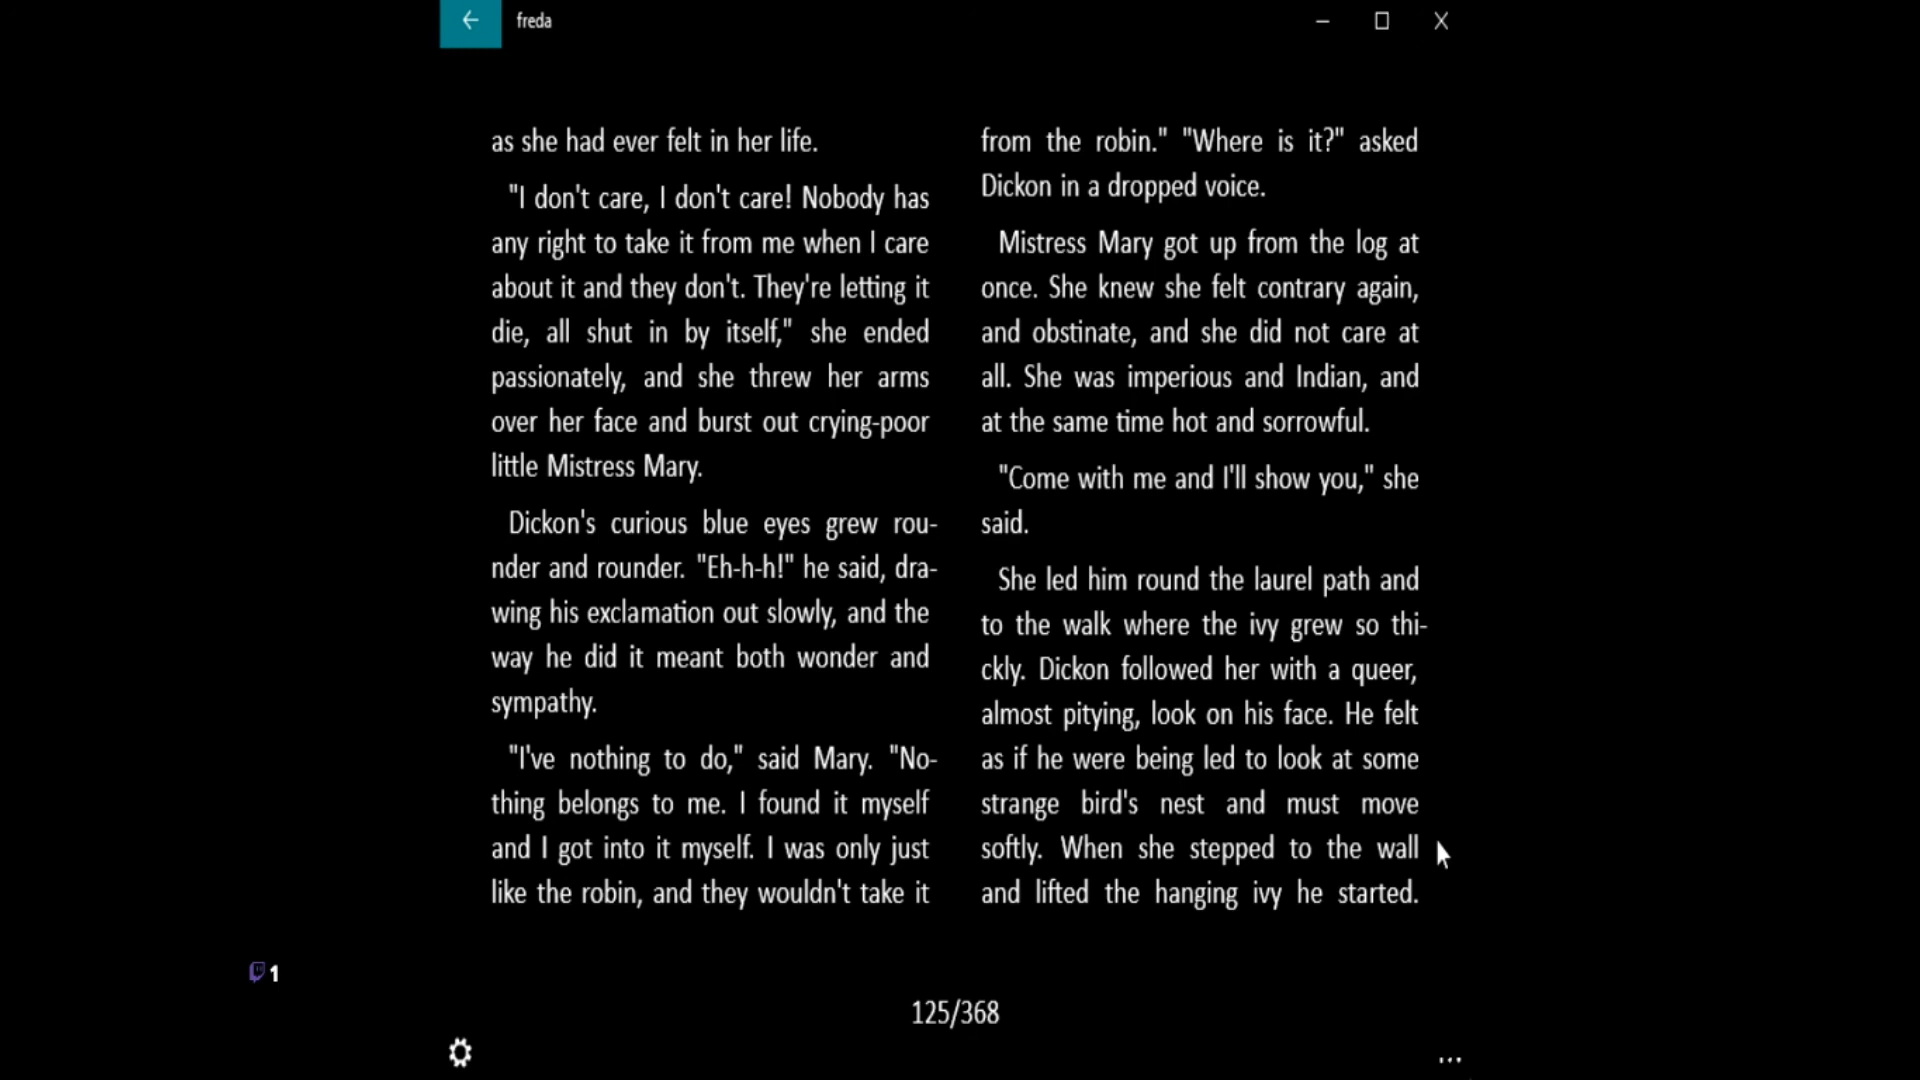 freda
as she had ever felt in her life.
"I don't care, I don't care! Nobody has
any right to take it from me when I care
about it and they don't. They're letting it
die, all shut in by itself," she ended
passionately, and she threw her arms
over her face and burst out crying-poor
little Mistress Mary.
Dickon's curious blue eyes grew rou-
nder and rounder. "Eh-h-h!" he said, dra-
wing his exclamation out slowly, and the
way he did it meant both wonder and
sympathy.
"I've nothing to do," said Mary. "No-
thing belongs to me. I found it myself
and I got into it myself. I was only just
like the robin, and they wouldn't take it
from the robin." "Where is it?" asked
Dickon in a dropped voice.
Mistress Mary got up from the log at
once. She knew she felt contrary again,
and obstinate, and she did not care at
all. She was imperious and Indian, and
at the same time hot and sorrowful.
"Come with me and I'll show you," she
said.
She led him round the laurel path and
to the walk where the ivy grew so thi-
ckly. Dickon followed her with a queer,
almost pitying, look on his face. He felt
as if he were being led to look at some
strange bird's nest and must move
softly. When she stepped to the wall
and lifted the hanging ivy he started.
1
125/368
...